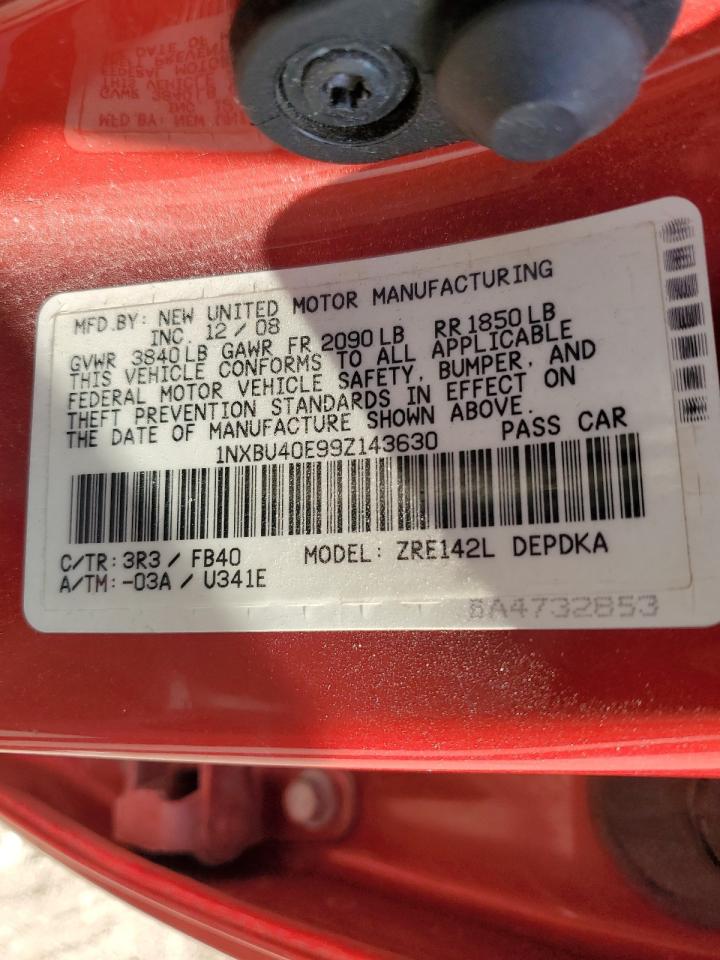 MFD.BY: NEW UNITED MOTOR MANUFACTURING
INC. 12 / 08
GVWR 3840 LB GAWR FR 2090 LB RR 1850 LB
THIS VEHICLE CONFORMS TO ALL APPLICABLE
FEDERAL MOTOR VEHICLE SAFETY, BUMPER, AND
THEFT PREVENTION STANDARDS IN EFFECT ON
THE DATE OF MANUFACTURE SHOWN ABOVE.
1NXBU40E99Z143630 PASS CAR
C/TR: 3R3 / FB40 MODEL: ZRE142L DEPDKA
A/TM: -03A / U341E
6A4732853